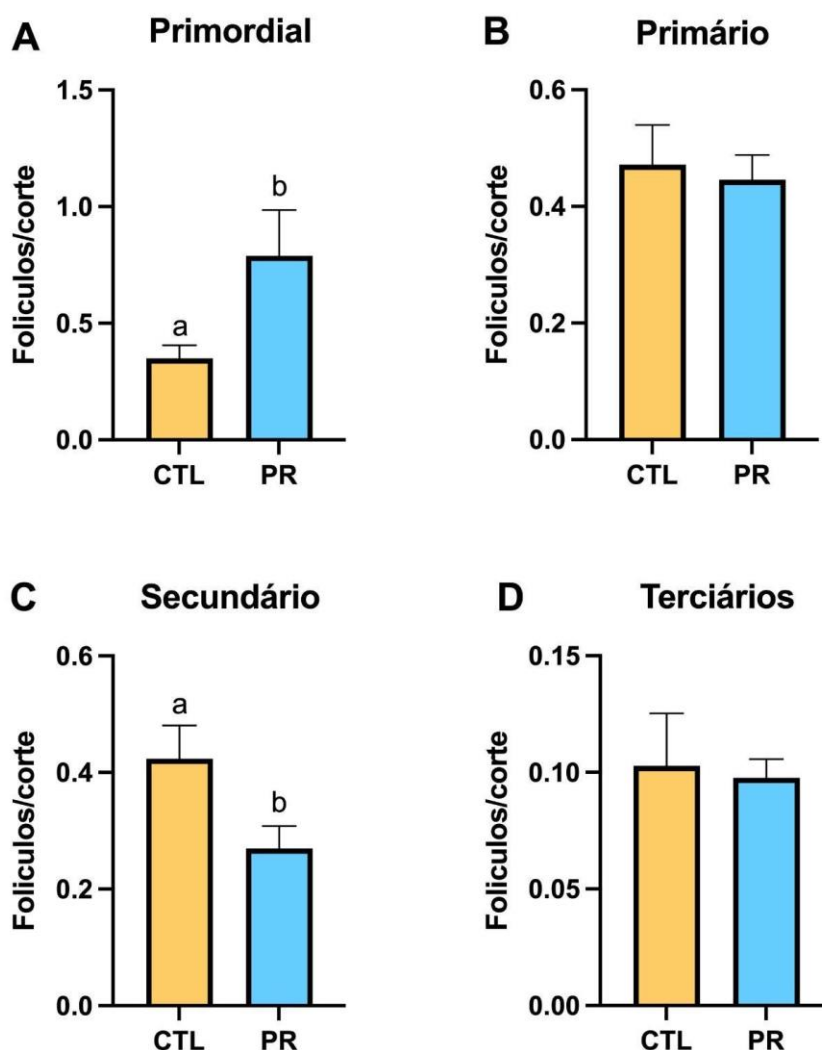 A Primordial
Foliculos/corte
1.5
1.0
0.5
0.0
a
b
CTL PR
B Primário
Foliculos/corte
0.6
0.4
0.2
0.0
CTL PR
C Secundário
Foliculos/corte
0.6
0.4
0.2
0.0
a
b
CTL PR
D Terciários
Foliculos/corte
0.15
0.10
0.05
0.00
CTL PR